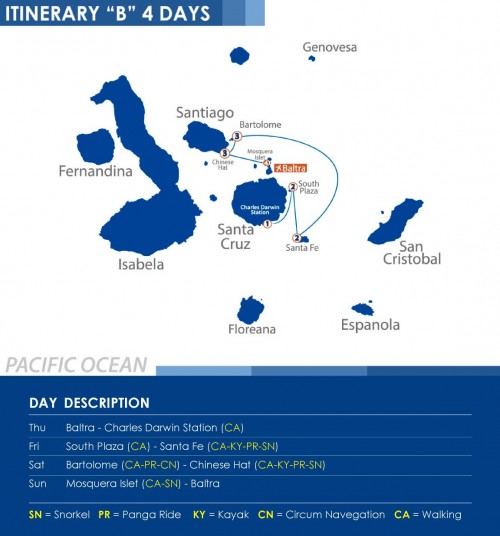 ITINERARY “B” 4 DAYS
Genovesa
Santiago
Bartolome
3
Fernandina
3
Chinese
Hat
Mosquera
Islet
4
Baltra
South
Plaza
2
Charles Darwin
Station
1
Santa
Cruz
2
Santa Fe
Isabela
San
Cristobal
Floreana
Espanola
PACIFIC OCEAN
DAY DESCRIPTION
Thu Baltra - Charles Darwin Station (CA)
Fri South Plaza (CA) - Santa Fe (CA-KY-PR-SN)
Sat Bartolome (CA-PR-CN) - Chinese Hat (CA-KY-PR-SN)
Sun Mosquera Islet (CA-SN) - Baltra
SN = Snorkel PR = Panga Ride KY = Kayak CN = Circum Navegation CA = Walking